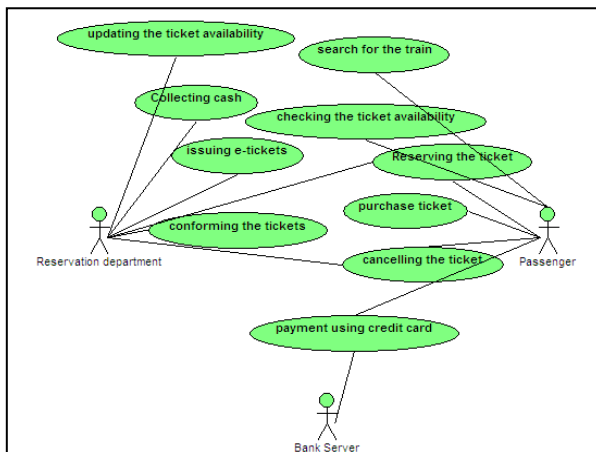 updating the ticket availability
search for the train
Collecting cash
checking the ticket availability
issuing e-tickets
Reserving the ticket
purchase ticket
conforming the tickets
Reservation department
Passenger
cancelling the ticket
payment using credit card
Bank Server